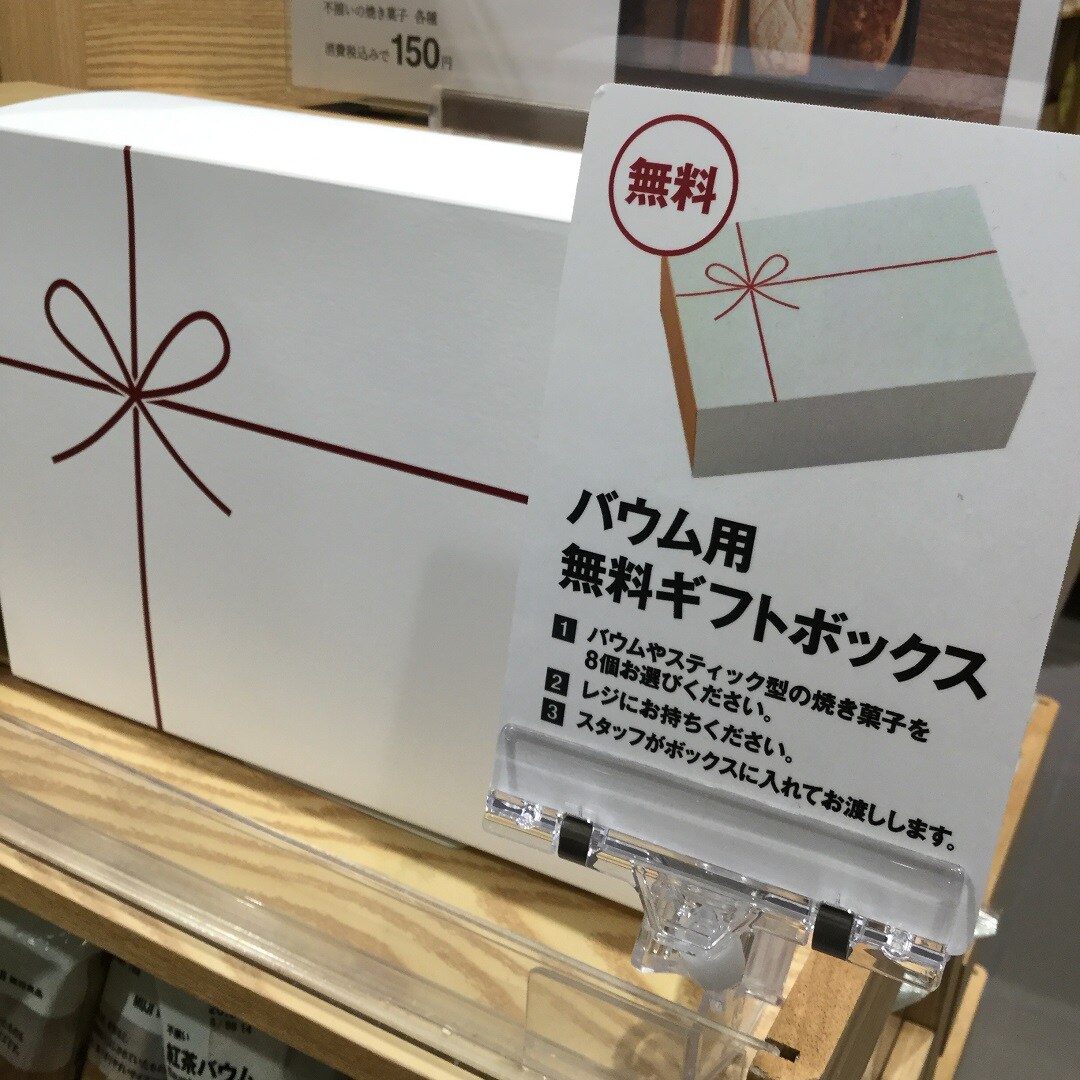 不揃いの焼き菓子 各種
消費税込みで150円
無料
バウム用
無料ギフトボックス
1 バウムやスティック型の焼き菓子を
8個お選びください。
2 レジにお持ちください。
3 スタッフがボックスに入れてお渡しします。
不揃い
紅茶バウム